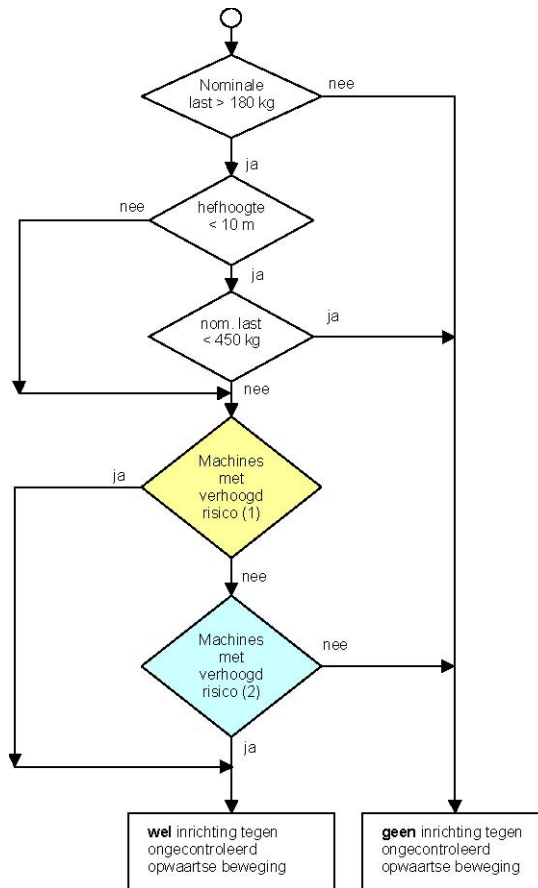 Nominale
last > 180 kg
nee
ja
nee
hefhoogte
< 10 m
ja
nom. last
< 450 kg
ja
nee
ja
Machines
met
verhoogd
risico (1)
nee
Machines
met
verhoogd
risico (2)
nee
ja
wel inrichting tegen
ongecontroleerd
opwaartse beweging
geen inrichting tegen
ongecontroleerd
opwaartse beweging